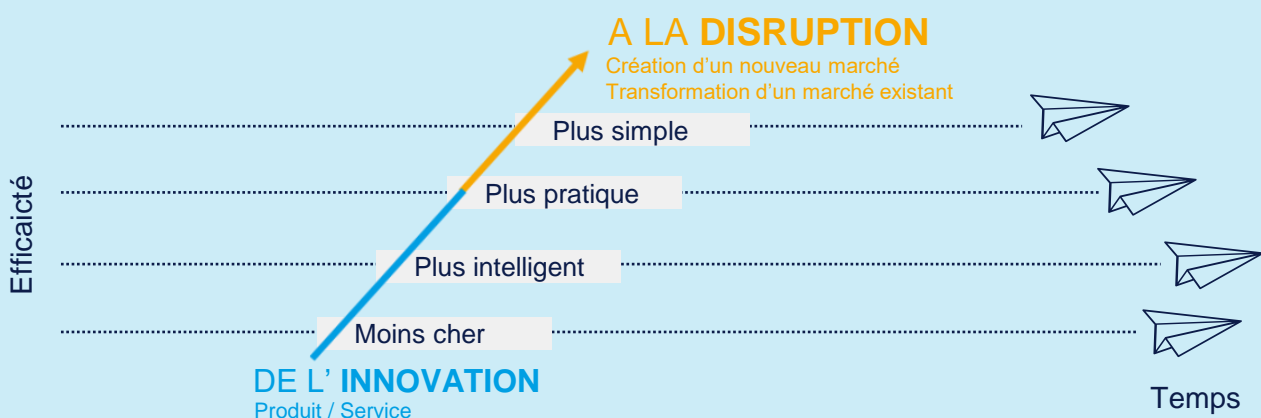 A LA DISRUPTION
Création d'un nouveau marché
Transformation d'un marché existant
Plus simple
Plus pratique
Plus intelligent
Moins cher
DE L' INNOVATION
Produit / Service
Efficaicté
Temps